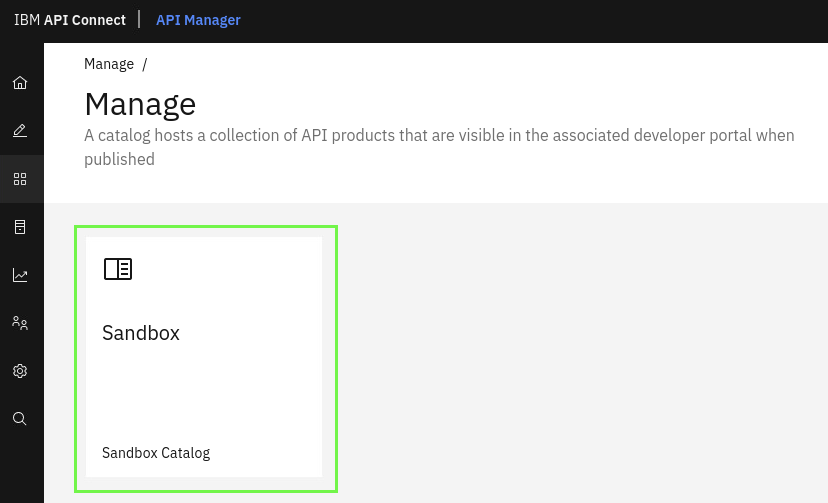 IBM API Connect | API Manager
Manage /
Manage
A catalog hosts a collection of API products that are visible in the associated developer portal when
published
Sandbox
Sandbox Catalog